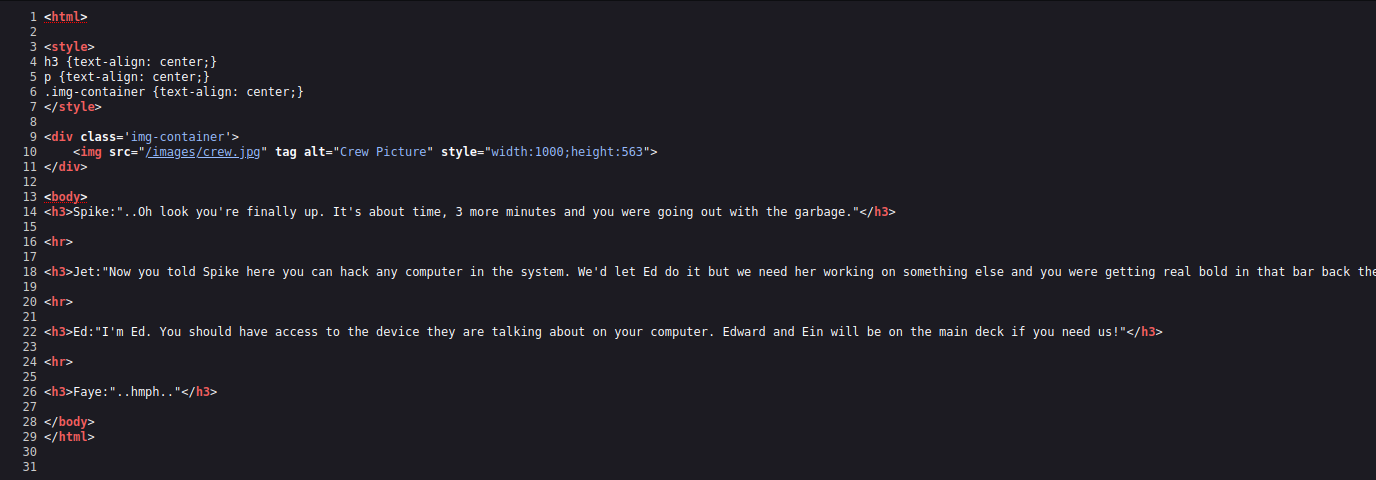 1 <html>
2
3 <style>
4 h3 {text-align: center;}
5 p {text-align: center;}
6 .img-container {text-align: center;}
7 </style>
8
9 <div class='img-container'>
10     <img src="/images/crew.jpg" tag alt="Crew Picture" style="width:1000;height:563">
11 </div>
12
13 <body>
14 <h3>Spike:"..Oh look you're finally up. It's about time, 3 more minutes and you were going out with the garbage."</h3>
15
16 <hr>
17
18 <h3>Jet:"Now you told Spike here you can hack any computer in the system. We'd let Ed do it but we need her working on something else and you were getting real bold in that bar back the
19
20 <hr>
21
22 <h3>Ed:"I'm Ed. You should have access to the device they are talking about on your computer. Edward and Ein will be on the main deck if you need us!"</h3>
23
24 <hr>
25
26 <h3>Faye:"..hmph.."</h3>
27
28 </body>
29 </html>
30
31